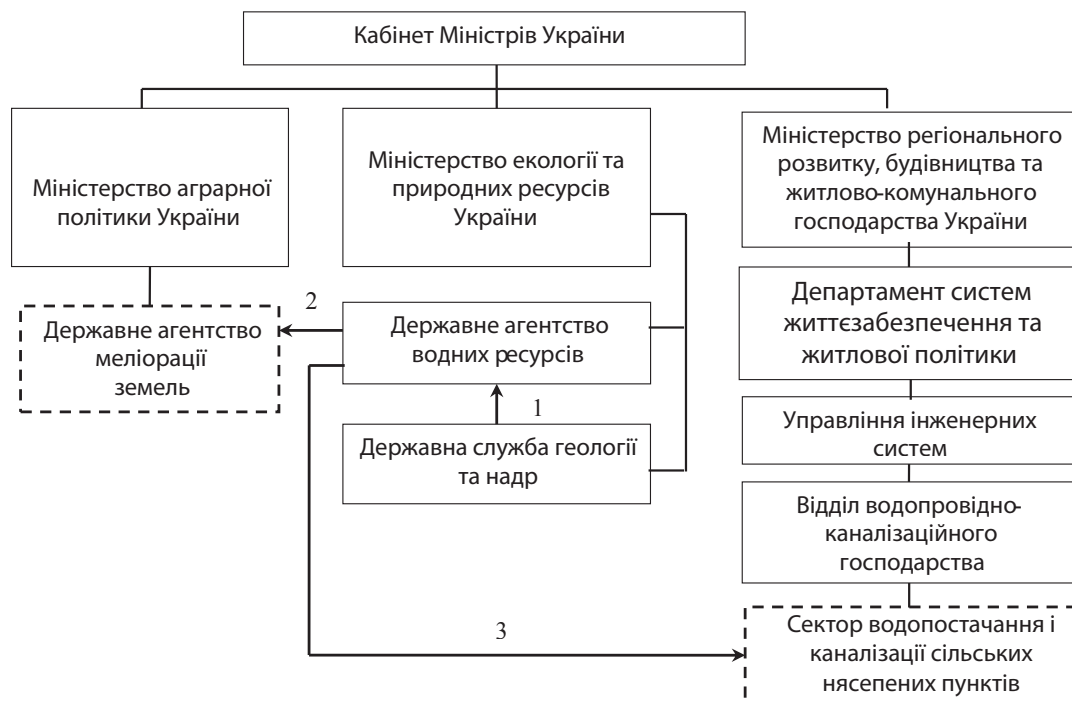 Кабінет Міністрів України
Міністерство аграрної
політики України
Міністерство екології та
природних ресурсів
України
Міністерство регіонального
розвитку, будівництва та
житлово-комунального
господарства України
Державне агентство
меліорації
земель
2
Державне агентство
водних ресурсів
1
Державна служба геології
та надр
Департамент систем
життєзабезпечення та
житлової політики
Управління інженерних
систем
Відділ водопровідно-
каналізаційного
господарства
3
Сектор водопостачання і
каналізації сільських
нясепених пунктів